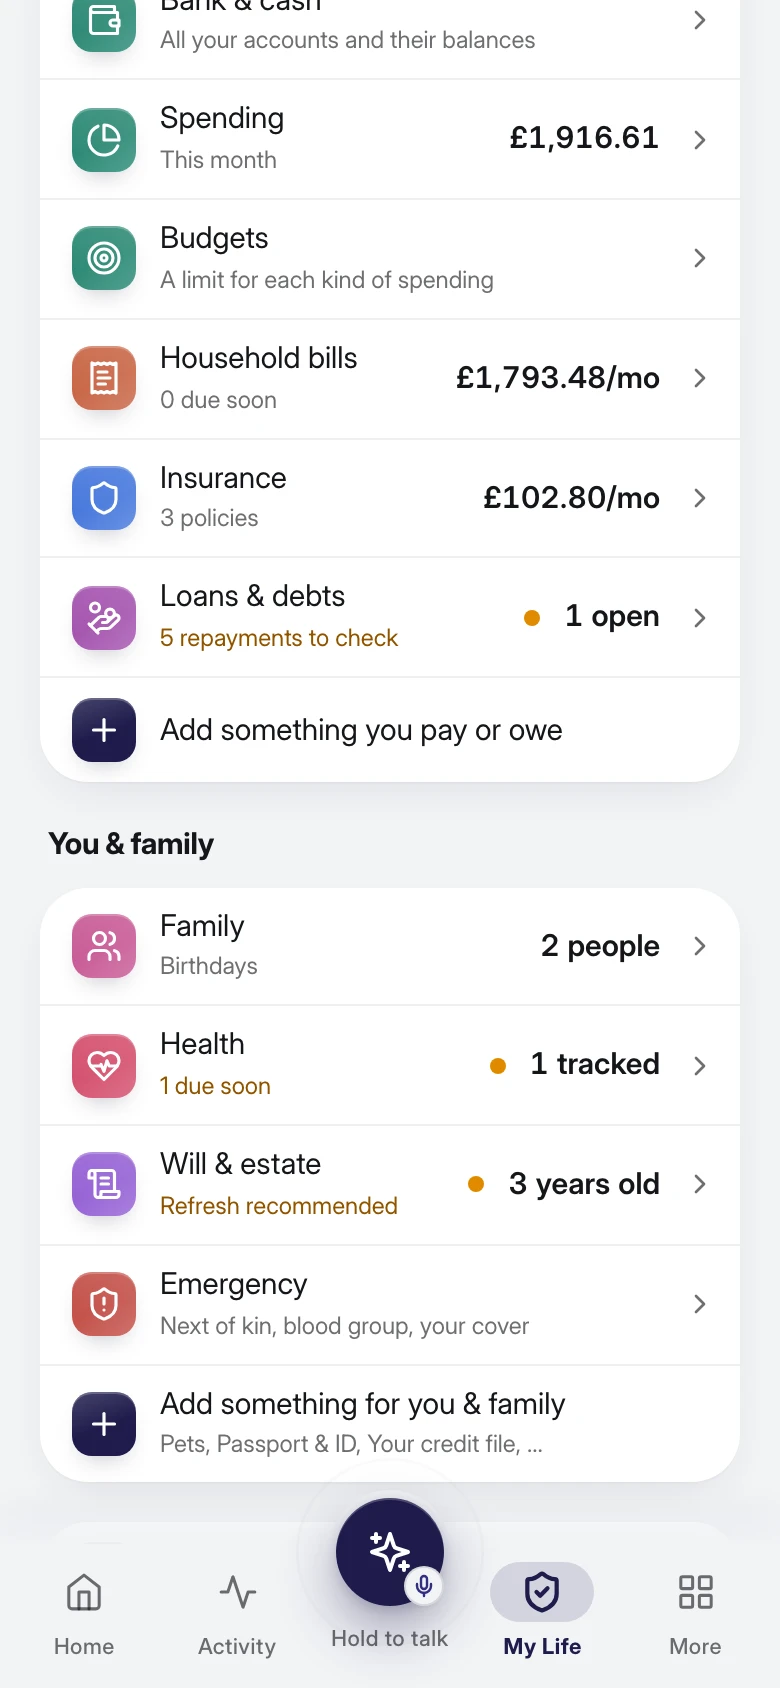 Bank & cash
All your accounts and their balances
Spending
£1,916.61
This month
Budgets
A limit for each kind of spending
Household bills
£1,793.48/mo
0 due soon
Insurance
£102.80/mo
3 policies
Loans & debts
1 open
5 repayments to check
Add something you pay or owe
You & family
Family
2 people
Birthdays
Health
1 tracked
1 due soon
Will & estate
3 years old
Refresh recommended
Emergency
Next of kin, blood group, your cover
Add something for you & family
Pets, Passport & ID, Your credit file, ...
Home
Activity
Hold to talk
My Life
More